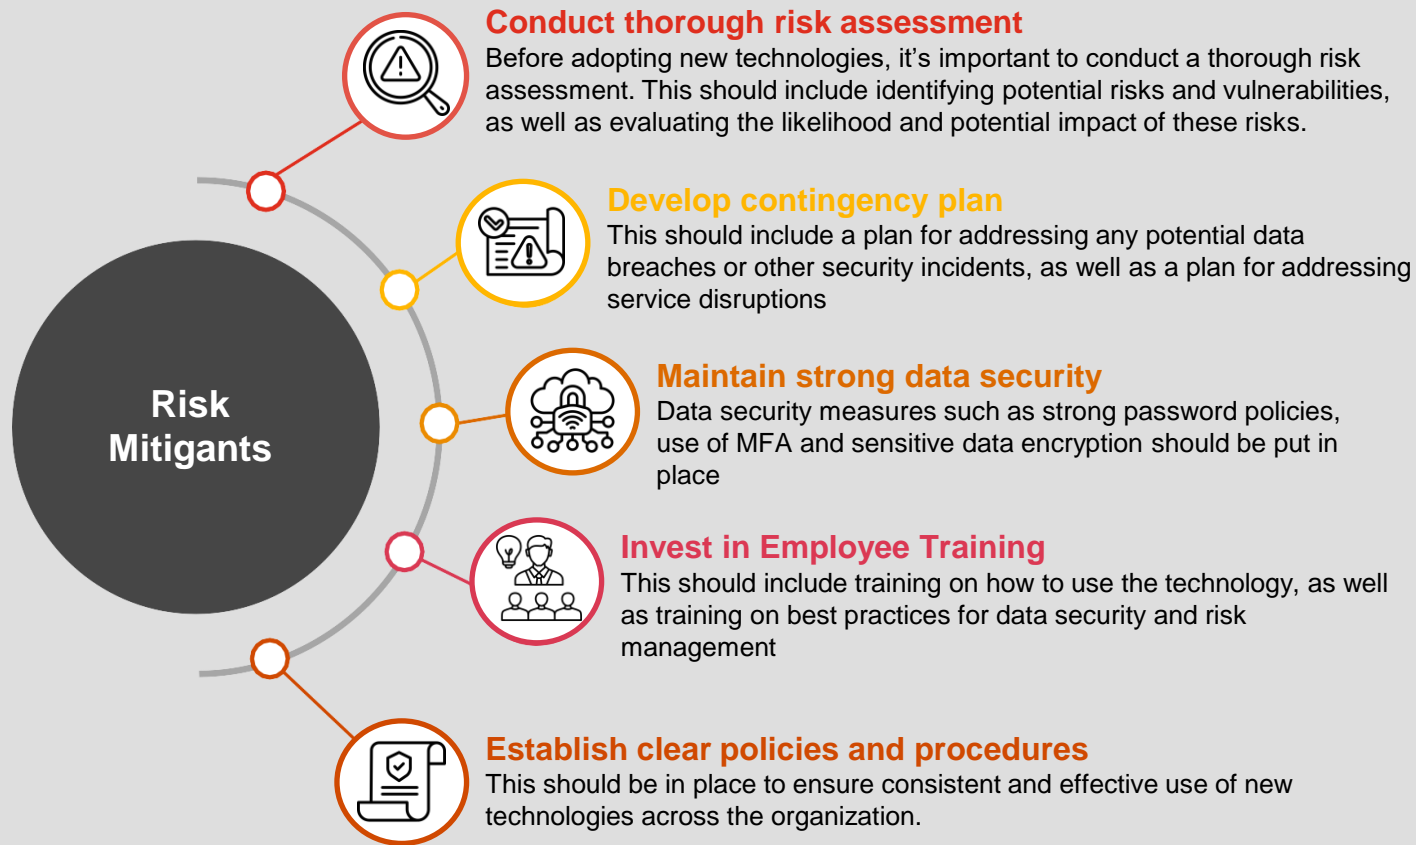 Conduct thorough risk assessment
Before adopting new technologies, it’s important to conduct a thorough risk
assessment. This should include identifying potential risks and vulnerabilities,
as well as evaluating the likelihood and potential impact of these risks.
Develop contingency plan
This should include a plan for addressing any potential data
breaches or other security incidents, as well as a plan for addressing
service disruptions
Risk
Mitigants
Maintain strong data security
Data security measures such as strong password policies,
use of MFA and sensitive data encryption should be put in
place
Invest in Employee Training
This should include training on how to use the technology, as well
as training on best practices for data security and risk
management
Establish clear policies and procedures
This should be in place to ensure consistent and effective use of new
technologies across the organization.